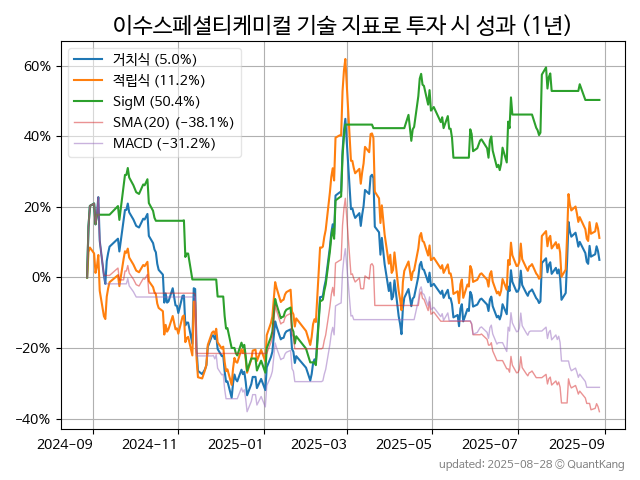 이수스페셜티케미컬 기술 지표로 투자 시 성과 (1년)
거치식 (5.0%)
적립식 (11.2%)
SigM (50.4%)
SMA(20) (−38.1%)
MACD (−31.2%)
60%
40%
20%
0%
−20%
−40%
2024-09 2024-11 2025-01 2025-03 2025-05 2025-07 2025-09
updated: 2025-08-28 © QuantKang